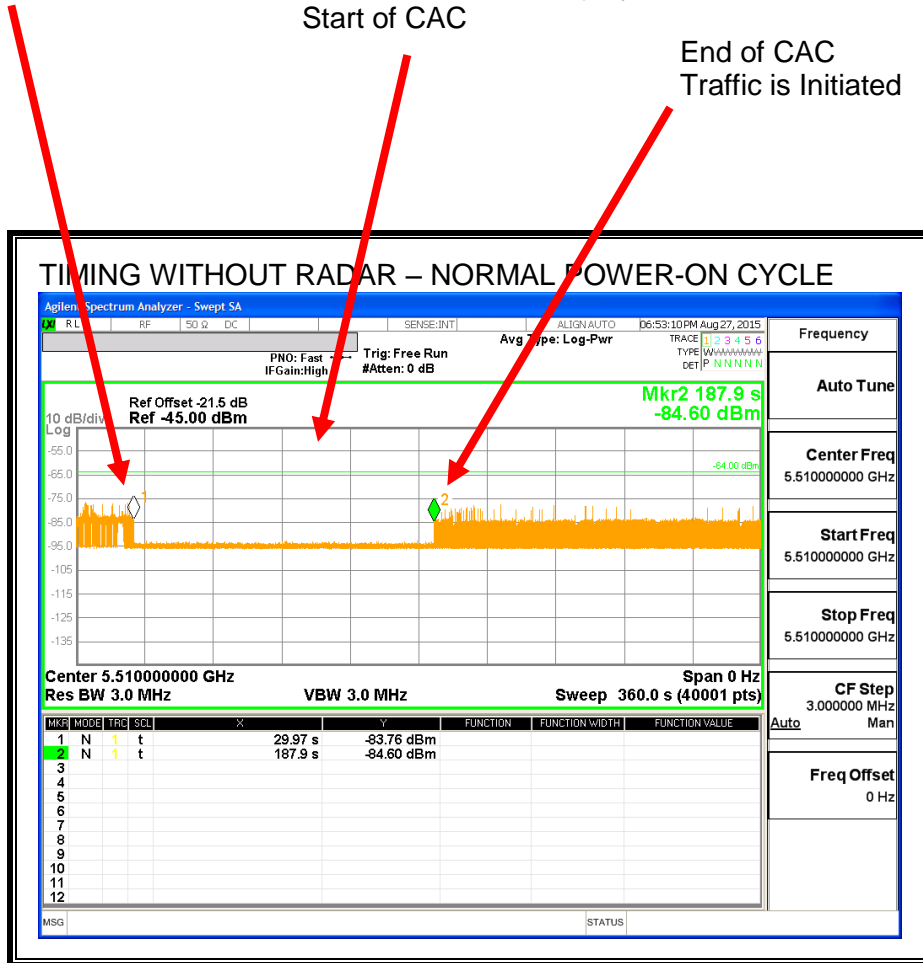 Start of CAC
End of CAC
Traffic is Initiated
TIMING WITHOUT RADAR – NORMAL POWER-ON CYCLE
Agilent Spectrum Analyzer - Swept SA
LXI RL RF 50 Ω DC SENSE:INT ALIGN AUTO 06:53:10 PM Aug 27, 2015
PNO: Fast
IFGain:High
Trig: Free Run
#Atten: 0 dB
Avg Type: Log-Pwr
TRACE 1 2 3 4 5 6
TYPE WWWWWW
DET P N N N N N
Frequency
Mkr2 187.9 s
-84.60 dBm
Ref Offset -21.5 dB
10 dB/div Ref -45.00 dBm
Log
-55.0
-65.0
-75.0
-85.0
-95.0
-105
-115
-125
-135
-64.00 dBm
1
2
Center 5.510000000 GHz
Span 0 Hz
Res BW 3.0 MHz
VBW 3.0 MHz
Sweep 360.0 s (40001 pts)
MKR MODE TRC SCL X Y FUNCTION FUNCTION WIDTH FUNCTION VALUE
1 N 1 t 29.97 s -83.76 dBm
2 N 1 t 187.9 s -84.60 dBm
3
4
5
6
7
8
9
10
11
12
MSG
STATUS
Auto Tune
Center Freq
5.510000000 GHz
Start Freq
5.510000000 GHz
Stop Freq
5.510000000 GHz
CF Step
3.000000 MHz
Auto Man
Freq Offset
0 Hz